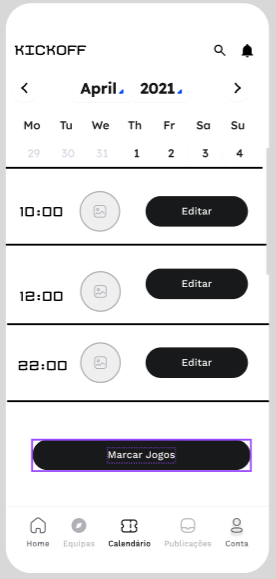 KICKOFF
April 2021
Mo Tu We Th Fr Sa Su
29 30 31 1 2 3 4
10:00 Editar
12:00 Editar
22:00 Editar
Marcar Jogos
Home Equipas Calendário Publicações Conta